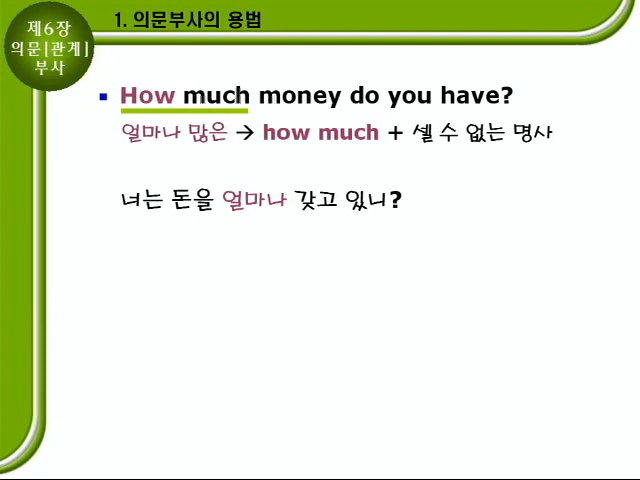 제6장
의문[관계]
부사
1. 의문부사의 용법
How much money do you have?
얼마나 많은 → how much + 셀 수 없는 명사
너는 돈을 얼마나 갖고 있니?